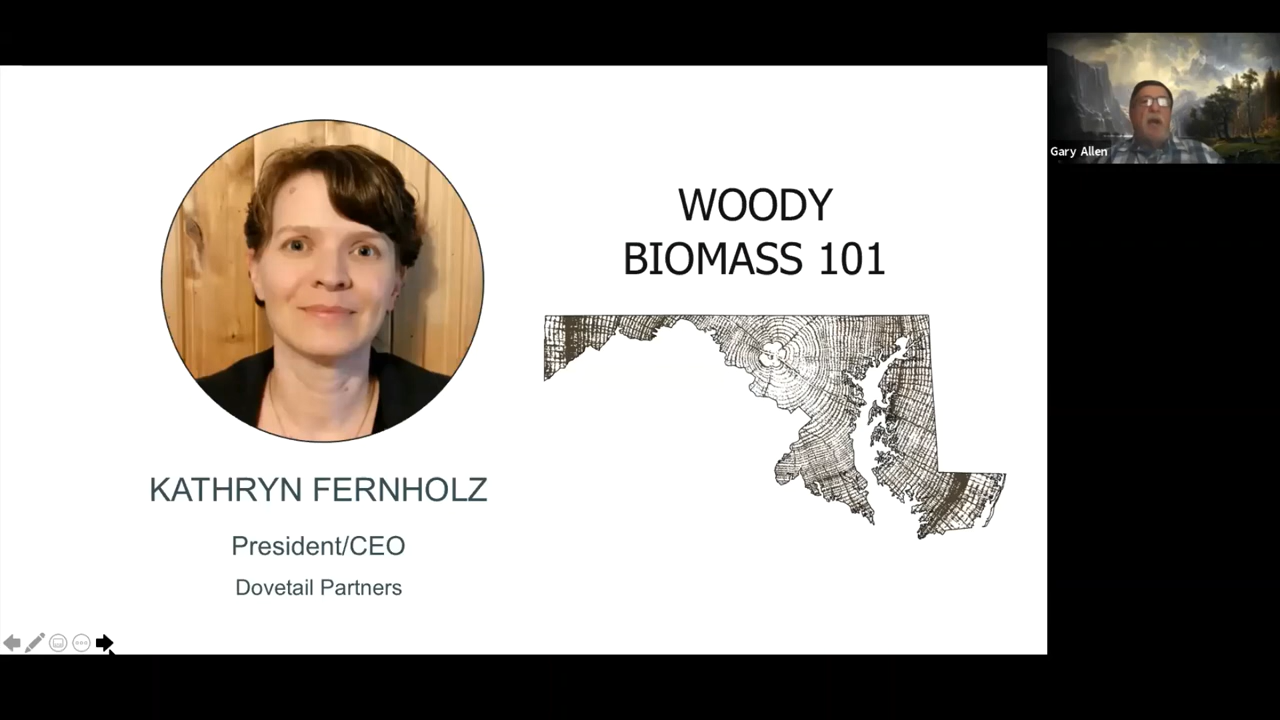 WOODY
BIOMASS 101
KATHRYN FERNHOLZ
President/CEO
Dovetail Partners
Gary Allen